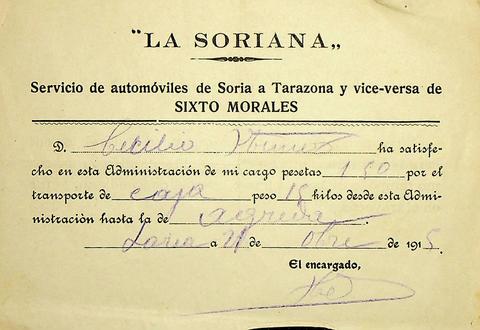 "LA SORIANA„
Servicio de automóviles de Soria a Tarazona y vice-versa de
SIXTO MORALES
D. Cecilio ha satisfe-
cho en esta Administración de mi cargo pesetas 1 50 por el
transporte de caja peso 15 kilos desde esta Admi-
nistración hasta la de Agreda
Soria a 21 de Obre de 1915.
El encargado,